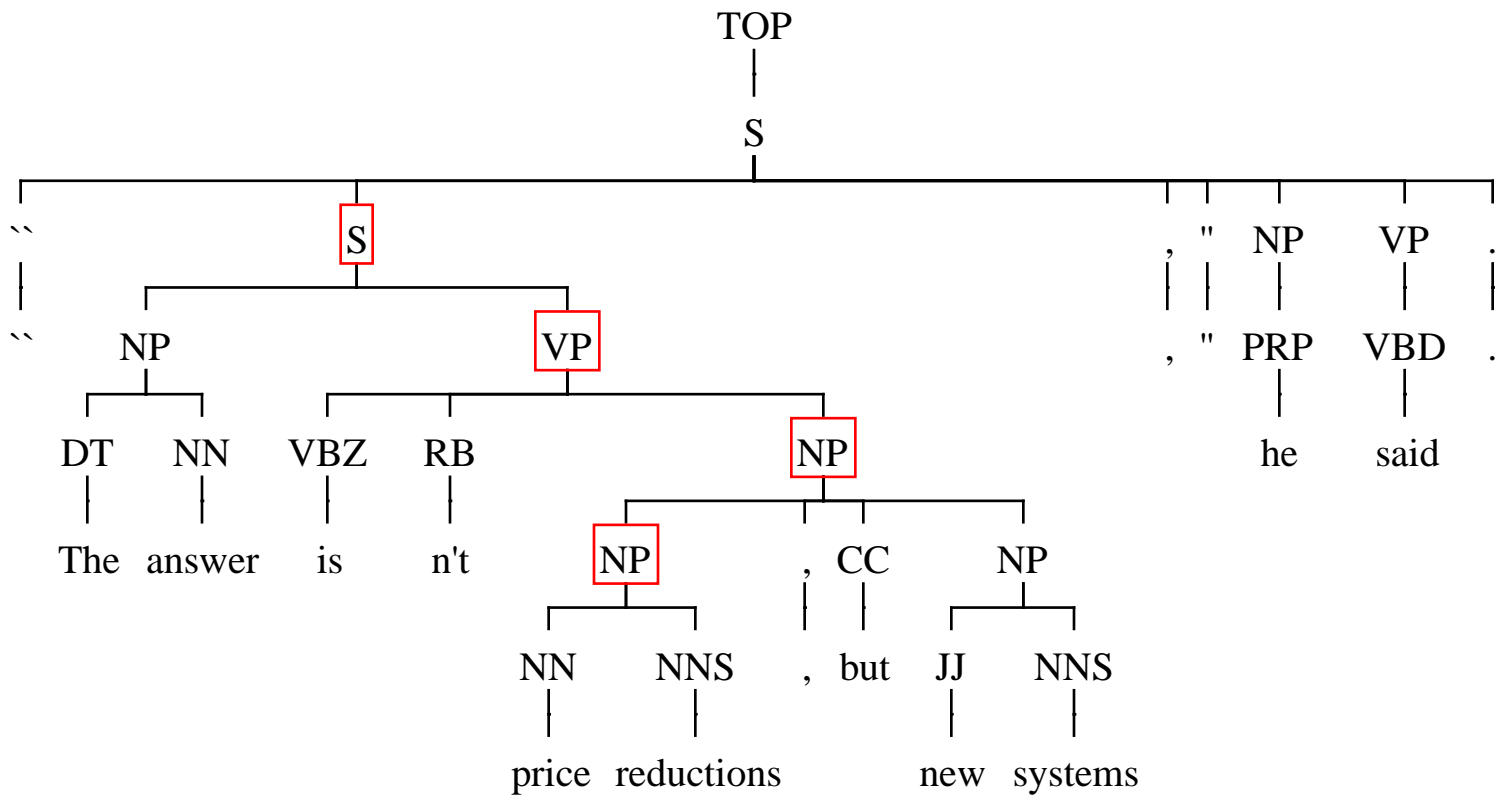 TOP
S
`` S , " NP VP .
`` NP VP , " PRP VBD .
DT NN VBZ RB NP he said
The answer is n't NP , CC NP
NN NNS , but JJ NNS
price reductions new systems